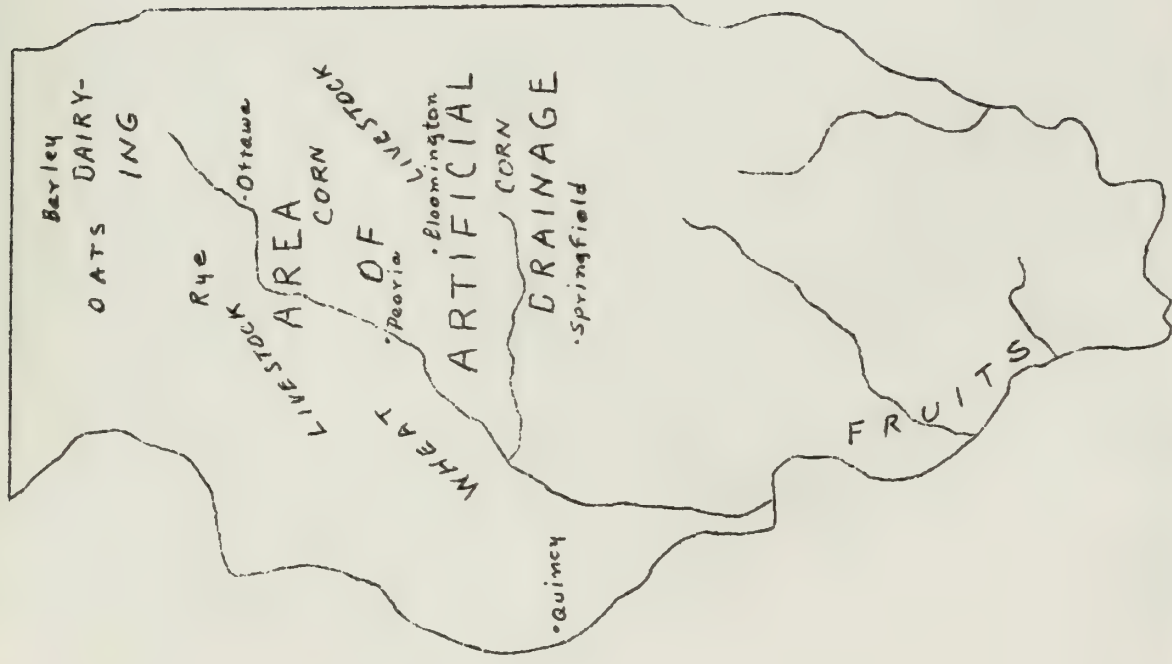 Barley
OATS DAIRY-
ING
Rye
·Ottawa
LIVESTOCK
AREA
CORN
LIVESTOCK
OF
·Peoria
WHEAT
·Bloomington
ARTIFICIAL
CORN
DRAINAGE
·Springfield
·Quincy
FRUITS